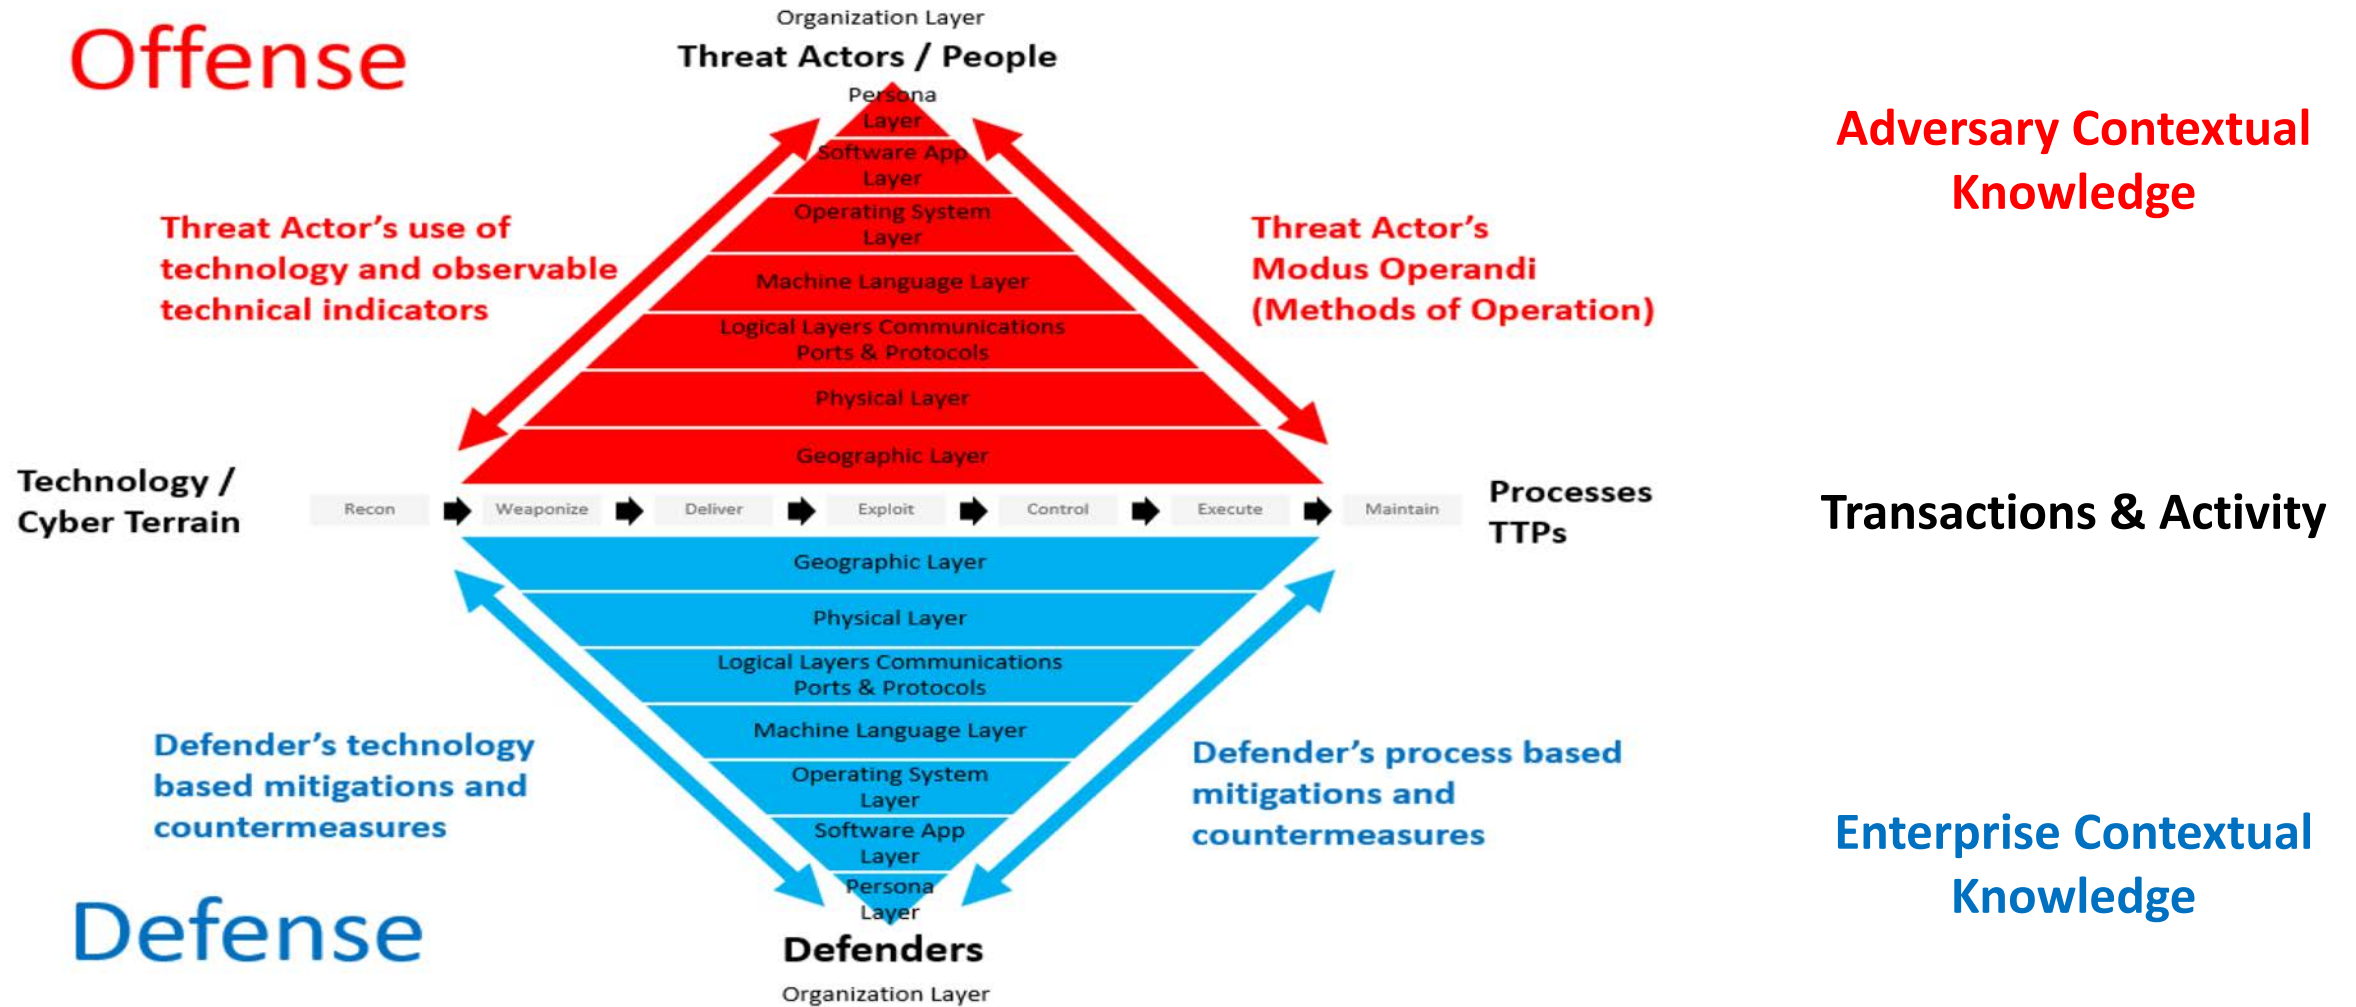 Offense
Organization Layer
Threat Actors / People
Persona
Layer
Software App
Layer
Operating System
Layer
Machine Language Layer
Logical Layers Communications
Ports & Protocols
Physical Layer
Geographic Layer
Threat Actor's use of
technology and observable
technical indicators
Threat Actor's
Modus Operandi
(Methods of Operation)
Adversary Contextual
Knowledge
Technology /
Cyber Terrain
Recon
Weaponize
Deliver
Exploit
Control
Execute
Maintain
Processes
TTPs
Transactions & Activity
Geographic Layer
Physical Layer
Logical Layers Communications
Ports & Protocols
Machine Language Layer
Operating System
Layer
Software App
Layer
Persona
Layer
Defender's technology
based mitigations and
countermeasures
Defender's process based
mitigations and
countermeasures
Enterprise Contextual
Knowledge
Defense
Defenders
Organization Layer